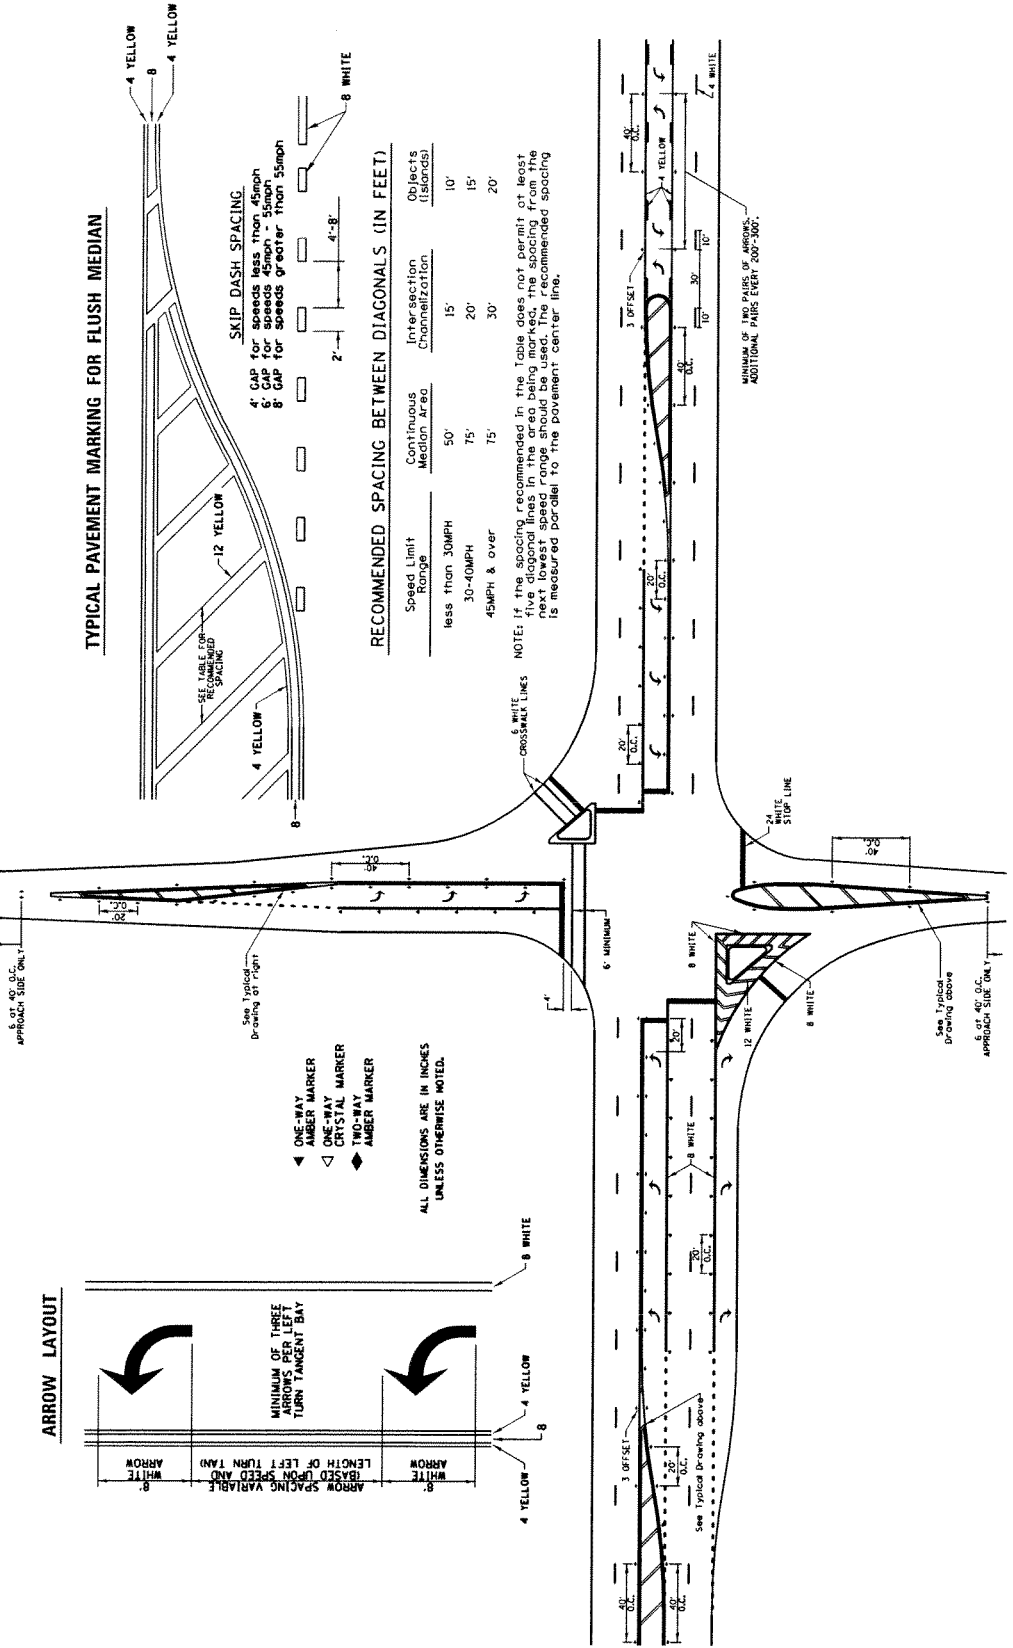 TYPICAL PAVEMENT MARKING FOR FLUSH MEDIAN
4 YELLOW
8
4 YELLOW
12 YELLOW
SEE TABLE FOR
RECOMMENDED
SPACING
4 YELLOW
8
SKIP DASH SPACING
4' GAP for speeds less than 45mph
6' GAP for speeds 45mph - 55mph
8' GAP for speeds greater than 55mph
2'
4'-8'
8 WHITE
RECOMMENDED SPACING BETWEEN DIAGONALS (IN FEET)
Speed Limit Range
Continuous Median Area
Intersection Channelization
Objects (Islands)
less than 30MPH 50' 15' 10'
30-40MPH 75' 20' 15'
45MPH & over 75' 30' 20'
NOTE: If the spacing recommended in the Table does not permit at least
five diagonal lines in the area being marked, the spacing from the
next lowest speed range should be used. The recommended spacing
is measured parallel to the pavement center line.
ARROW LAYOUT
8'
WHITE
ARROW
ARROW SPACING VARIABLE
(BASED UPON SPEED AND
LENGTH OF LEFT TURN TAN)
8'
WHITE
ARROW
MINIMUM OF THREE
ARROWS PER LEFT
TURN TANGENT BAY
4 YELLOW
8
4 YELLOW
8 WHITE
ONE-WAY
AMBER MARKER
ONE-WAY
CRYSTAL MARKER
TWO-WAY
AMBER MARKER
ALL DIMENSIONS ARE IN INCHES
UNLESS OTHERWISE NOTED.
6 at 40' O.C.
APPROACH SIDE ONLY
20'
O.C.
See Typical
Drawing at right
40'
O.C.
4'
6' MINIMUM
6 WHITE
CROSSWALK LINES
20'
O.C.
20'
O.C.
40'
O.C.
3 OFFSET
10'
30'
10'
4 YELLOW
40'
O.C.
4 WHITE
MINIMUM OF TWO PAIRS OF ARROWS.
ADDITIONAL PAIRS EVERY 200'-300'.
24
WHITE
STOP LINE
40'
O.C.
8 WHITE
12 WHITE
8 WHITE
See Typical
Drawing above
6 at 40' O.C.
APPROACH SIDE ONLY
20'
8 WHITE
20'
O.C.
3 OFFSET
20'
O.C.
See Typical Drawing above
40'
O.C.
40'
O.C.